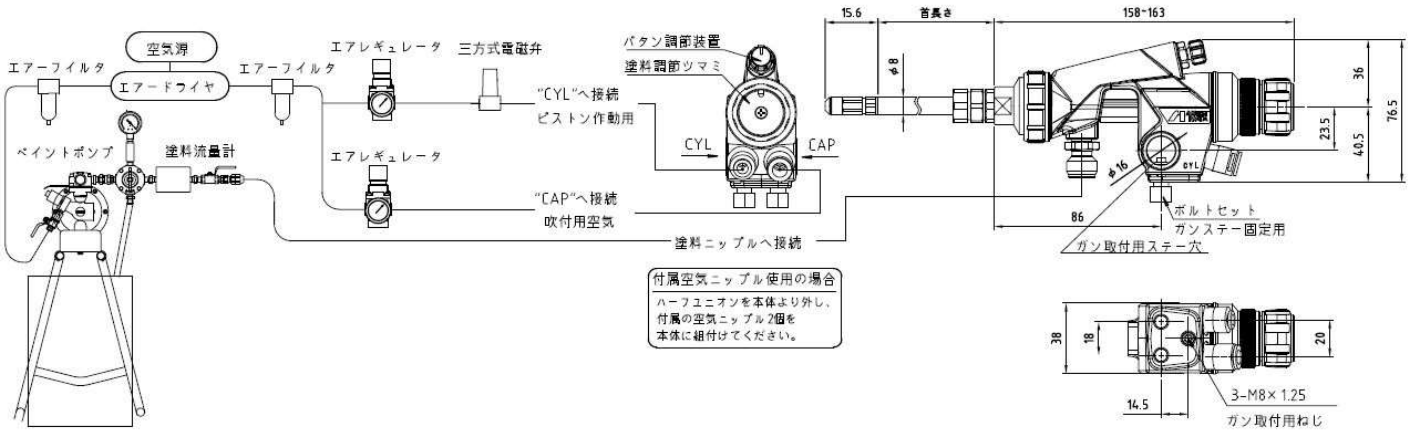 空気源
エアーフィルタ
エアードライヤ
エアーフィルタ
エアレギュレータ
三方式電磁弁
"CYL"へ接続
ピストン作動用
ペイントポンプ
塗料流量計
エアレギュレータ
"CAP"へ接続
吹付用空気
塗料ニップルへ接続
パタン調節装置
塗料調節ツマミ
CYL
CAP
付属空気ニップル使用の場合
ハーフユニオンを本体より外し、
付属の空気ニップル2個を
本体に組付けてください。
15.6
首長さ
158-163
φ8
36
76.5
23.5
40.5
φ16
CYL
86
ボルトセット
ガンステー固定用
ガン取付用ステー穴
38
18
20
14.5
3-M8×1.25
ガン取付用ねじ